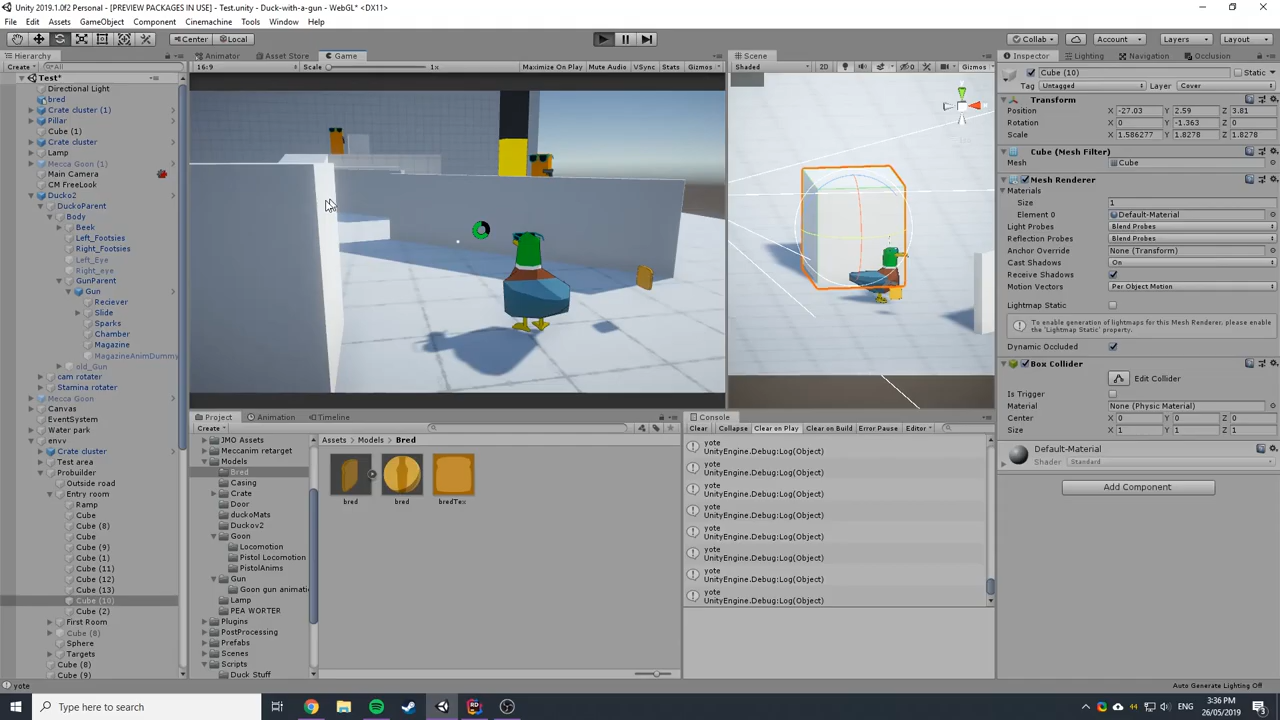 Unity 2019.1.0f2 Personal - [PREVIEW PACKAGES IN USE] - Test.unity - Duck-with-a-gun - WebGL* <DX11>
File Edit Assets GameObject Component Cinemachine Tools Window Help
Center Local Collab Account Layers Layout
Hierarchy
Create All
Test*
Directional Light
bred
Crate cluster (1)
Pillar
Cube (1)
Crate cluster
Lamp
Mecca Goon (1)
Main Camera
CM FreeLook
Ducko2
DuckoParent
Body
Beek
Left_Footsies
Right_Footsies
Left_Eye
Right_eye
GunParent
Gun
Reciever
Slide
Sparks
Chamber
Magazine
MagazineAnimDummy
old_Gun
cam rotater
Stamina rotater
Mecca Goon
Canvas
EventSystem
Water park
envv
Crate cluster
Test area
Probuilder
Outside road
Entry room
Ramp
Cube
Cube (8)
Cube
Cube (9)
Cube (1)
Cube (11)
Cube (12)
Cube (13)
Cube (10)
Cube (2)
First Room
Cube (6)
Sphere
Targets
Cube (8)
Cube (9)
Animator Asset Store Game
16:9 Scale 1x Maximize On Play Mute Audio VSync Stats Gizmos
Scene
Shaded 2D 0 Gizmos
Project Animation Timeline
Create
JMO Assets
Meccanim retarget
Models
Bred
Casing
Crate
Door
duckoMats
Duckov2
Goon
Locomotion
Pistol Locomotion
PistolAnims
Gun
Goon gun animati
Lamp
PEA WORTER
Plugins
PostProcessing
Prefabs
Scenes
Scripts
Duck Stuff
Assets Models Bred
bred bred bredTex
Console
Clear Collapse Clear on Play Clear on Build Error Pause Editor
yote
UnityEngine.Debug:Log(Object)
yote
UnityEngine.Debug:Log(Object)
yote
UnityEngine.Debug:Log(Object)
yote
UnityEngine.Debug:Log(Object)
yote
UnityEngine.Debug:Log(Object)
yote
UnityEngine.Debug:Log(Object)
yote
UnityEngine.Debug:Log(Object)
yote
UnityEngine.Debug:Log(Object)
Inspector Lighting Navigation Occlusion
Cube (10) Static
Tag Untagged Layer Cover
Transform
Position X -27.03 Y 2.59 Z 3.81
Rotation X 0 Y -1.363 Z 0
Scale X 1.586277 Y 1.8278 Z 1.8278
Cube (Mesh Filter)
Mesh Cube
Mesh Renderer
Materials
Size 1
Element 0 Default-Material
Light Probes Blend Probes
Reflection Probes Blend Probes
Anchor Override None (Transform)
Cast Shadows On
Receive Shadows
Motion Vectors Per Object Motion
Lightmap Static
To enable generation of lightmaps for this Mesh Renderer, please enable
the 'Lightmap Static' property.
Dynamic Occluded
Box Collider
Edit Collider
Is Trigger
Material None (Physic Material)
Center X 0 Y 0 Z 0
Size X 1 Y 1 Z 1
Default-Material
Shader Standard
Add Component
yote
Auto Generate Lighting Off
Type here to search
44
ENG
3:36 PM
26/05/2019